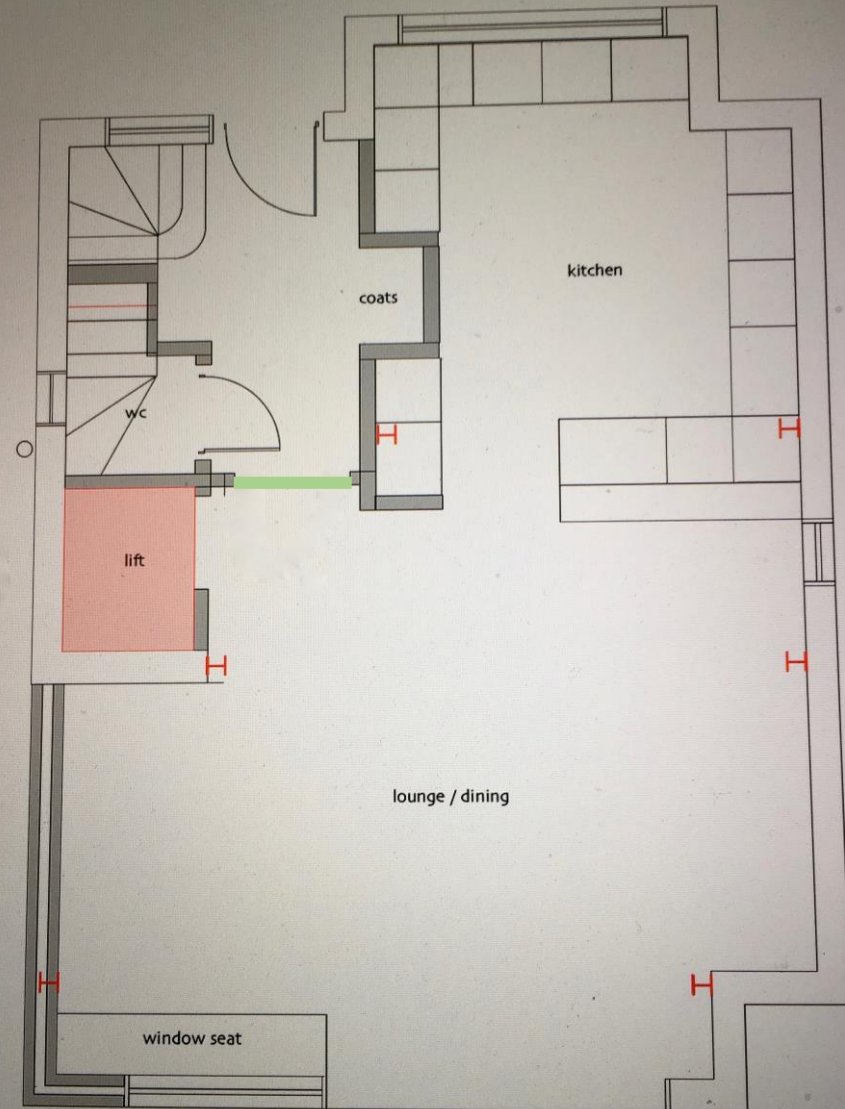 kitchen
coats
wc
lift
lounge / dining
window seat